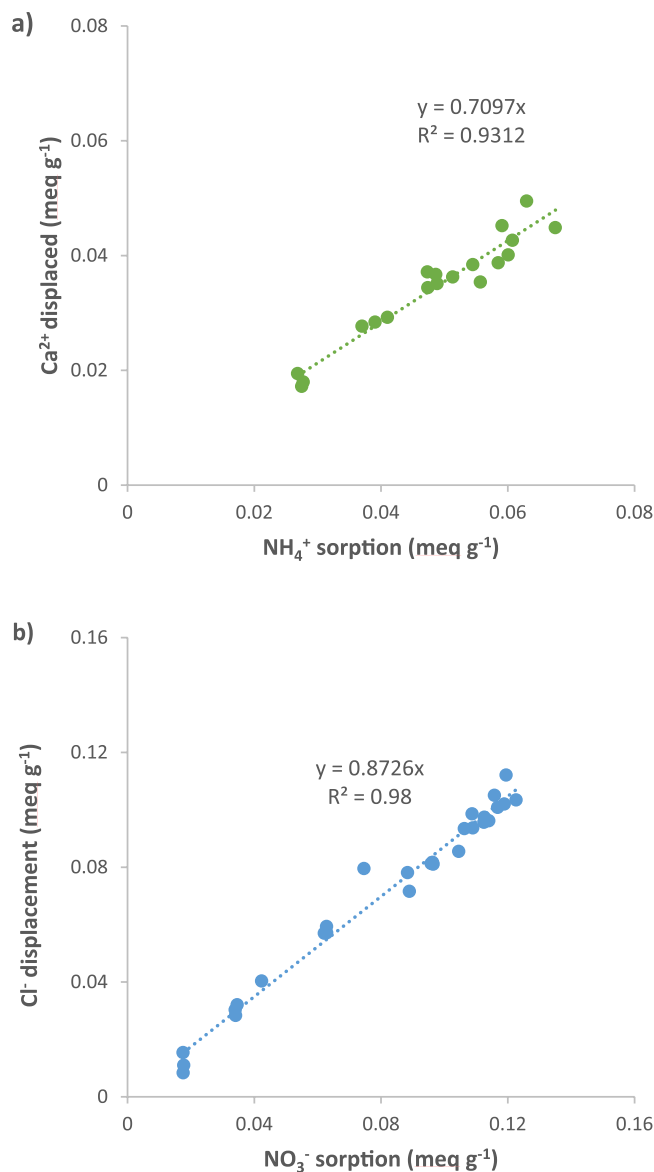 a)
0.08
0.06
0.04
0.02
0
Ca²⁺ displaced (meq g⁻¹)
y = 0.7097x
R² = 0.9312
0 0.02 0.04 0.06 0.08
NH₄⁺ sorption (meq g⁻¹)
b)
0.16
0.12
0.08
0.04
0
Cl⁻ displacement (meq g⁻¹)
y = 0.8726x
R² = 0.98
0 0.04 0.08 0.12 0.16
NO₃⁻ sorption (meq g⁻¹)